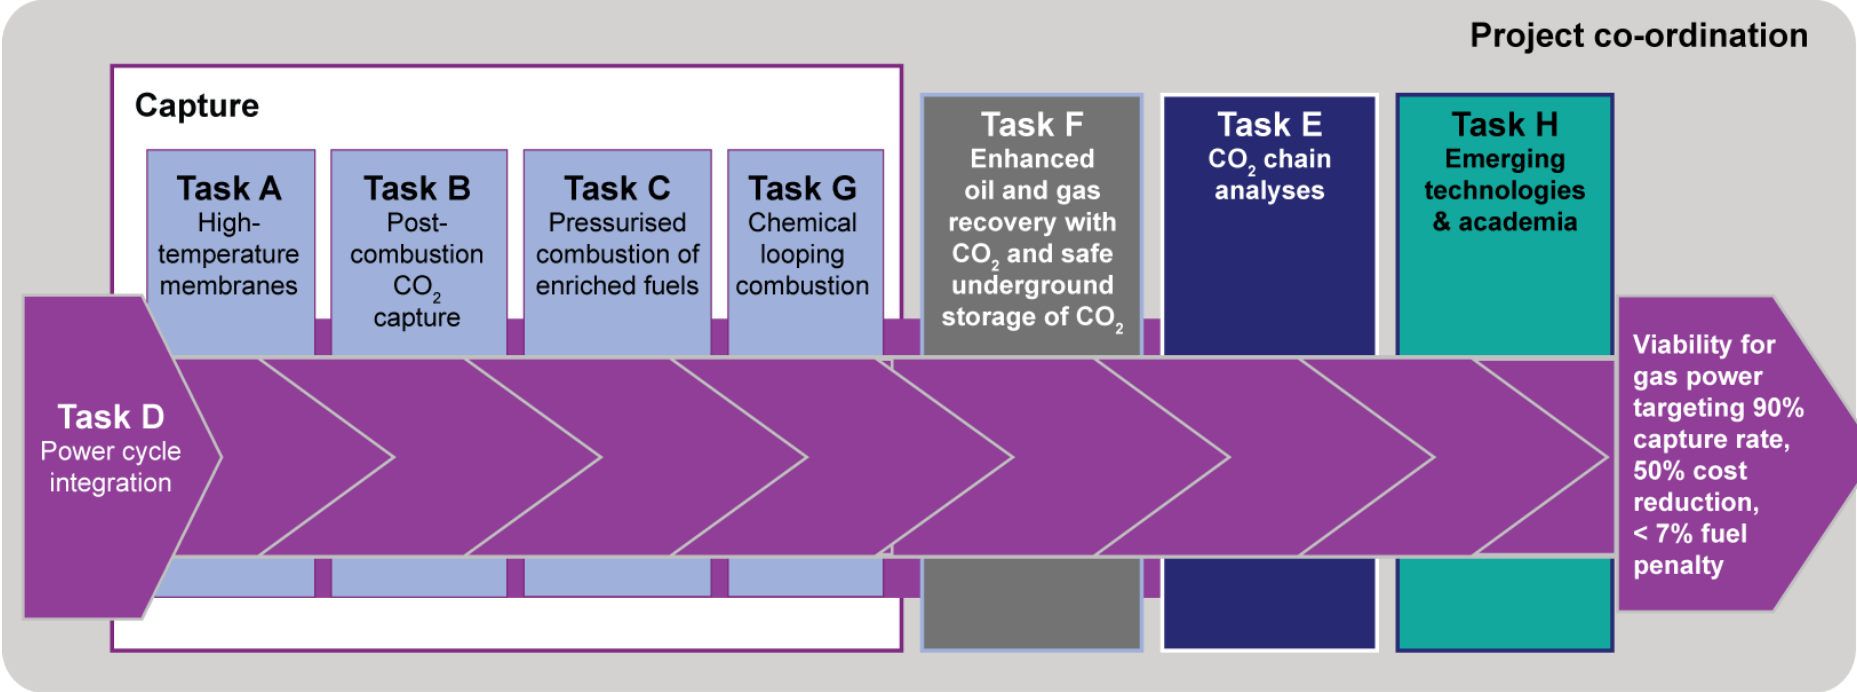 Project co-ordination
Capture
Task A
High-
temperature
membranes
Task B
Post-
combustion
CO₂
capture
Task C
Pressurised
combustion of
enriched fuels
Task G
Chemical
looping
combustion
Task F
Enhanced
oil and gas
recovery with
CO₂ and safe
underground
storage of CO₂
Task E
CO₂ chain
analyses
Task H
Emerging
technologies
& academia
Task D
Power cycle
integration
Viability for
gas power
targeting 90%
capture rate,
50% cost
reduction,
< 7% fuel
penalty